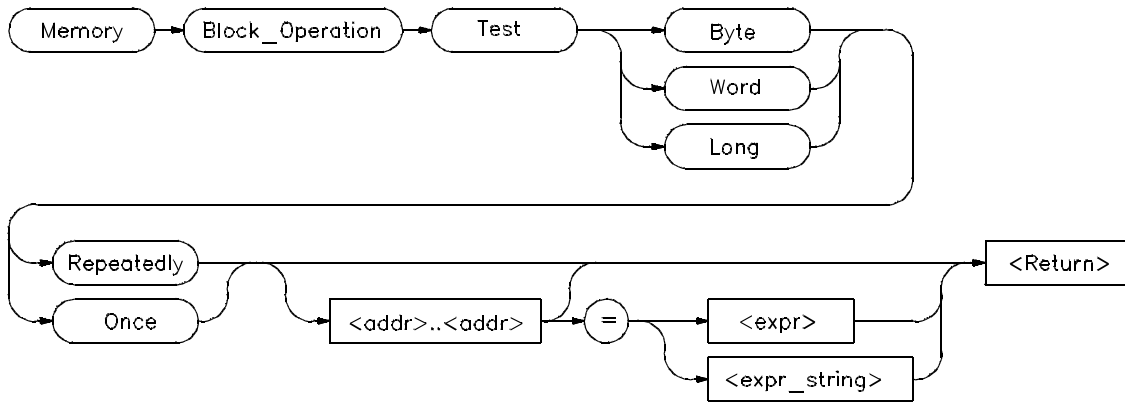 Memory
Block_Operation
Test
Byte
Word
Long
Repeatedly
Once
<addr>..<addr>
=
<expr>
<expr_string>
<Return>